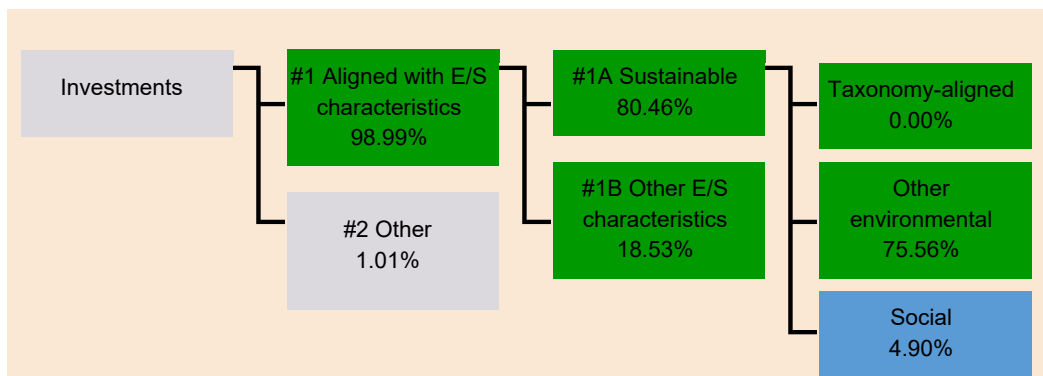 Investments
#1 Aligned with E/S
characteristics
98.99%
#2 Other
1.01%
#1A Sustainable
80.46%
#1B Other E/S
characteristics
18.53%
Taxonomy-aligned
0.00%
Other
environmental
75.56%
Social
4.90%